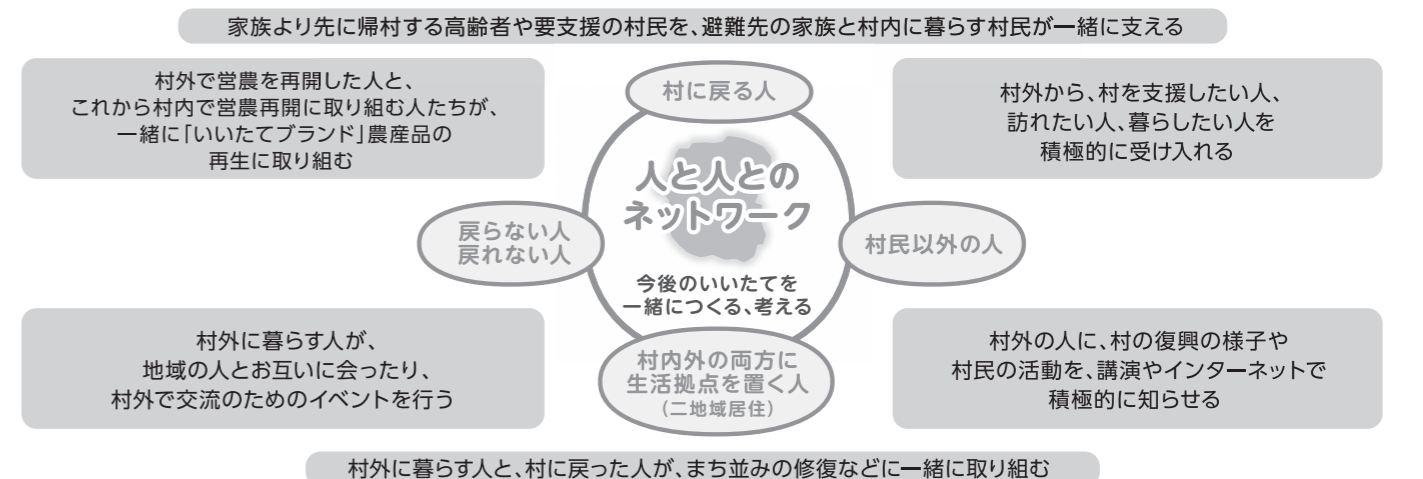 家族より先に帰村する高齢者や要支援の村民を、避難先の家族と村内に暮らす村民が一緒に支える
村外で営農を再開した人と、
これから村内で営農再開に取り組む人たちが、
一緒に「いいたてブランド」農産品の
再生に取り組む
村に戻る人
村外から、村を支援したい人、
訪れたい人、暮らしたい人を
積極的に受け入れる
人と人との
ネットワーク
戻らない人
戻れない人
村民以外の人
今後のいいたてを
一緒につくる、考える
村外に暮らす人が、
地域の人とお互いに会ったり、
村外で交流のためのイベントを行う
村内外の両方に
生活拠点を置く人
(二地域居住)
村外の人に、村の復興の様子や
村民の活動を、講演やインターネットで
積極的に知らせる
村外に暮らす人と、村に戻った人が、まち並みの修復などに一緒に取り組む